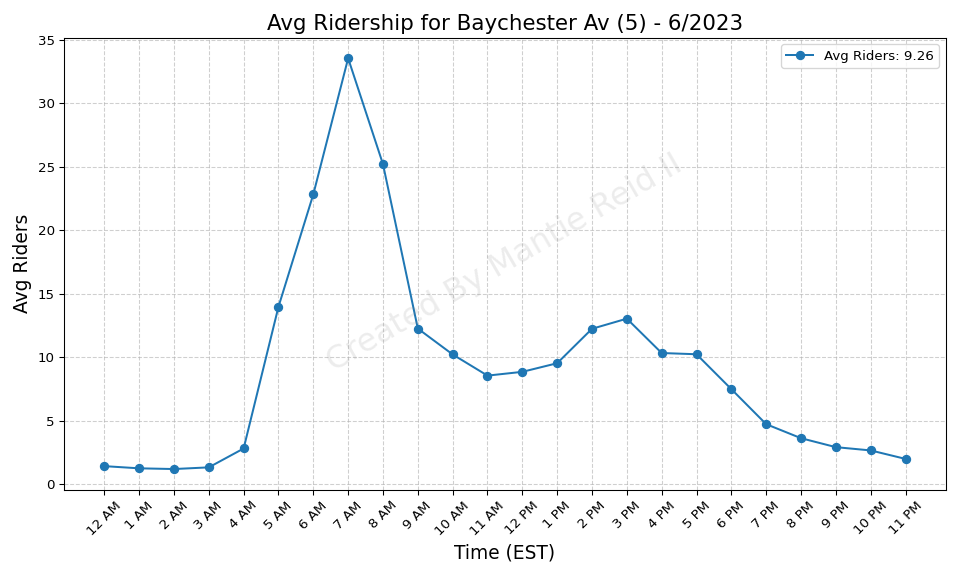 Avg Ridership for Baychester Av (5) - 6/2023
Avg Riders: 9.26
35
30
25
20
15
10
5
0
Avg Riders
Created By Mantie Reid II
12 AM
1 AM
2 AM
3 AM
4 AM
5 AM
6 AM
7 AM
8 AM
9 AM
10 AM
11 AM
12 PM
1 PM
2 PM
3 PM
4 PM
5 PM
6 PM
7 PM
8 PM
9 PM
10 PM
11 PM
Time (EST)